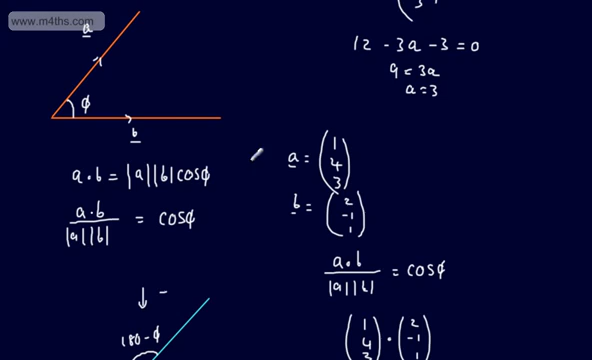 www.m4ths.com
a
ϕ
b
a . b = |a||b|cosϕ
a . b / |a||b| = cosϕ
180 - ϕ
3
12 - 3a - 3 = 0
9 = 3a
a = 3
a = (1 4 3)
b = (2 -1 1)
a . b / |a||b| = cosϕ
(1 4 3) . (2 -1 1)